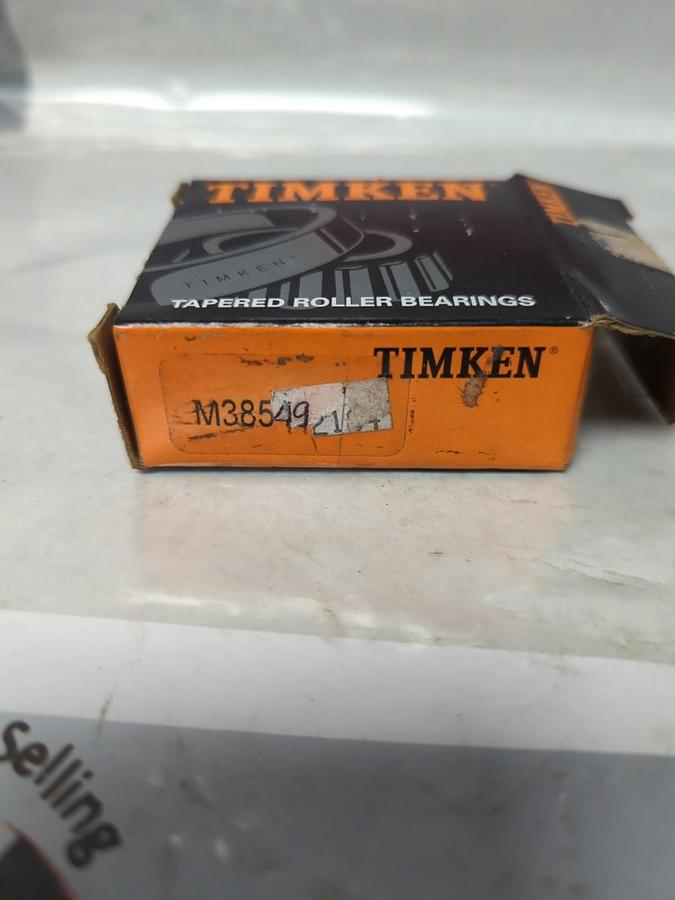 TIMKEN
TIMKEN
TIMKEN®
TAPERED ROLLER BEARINGS
TIMKEN®
M38549
selling